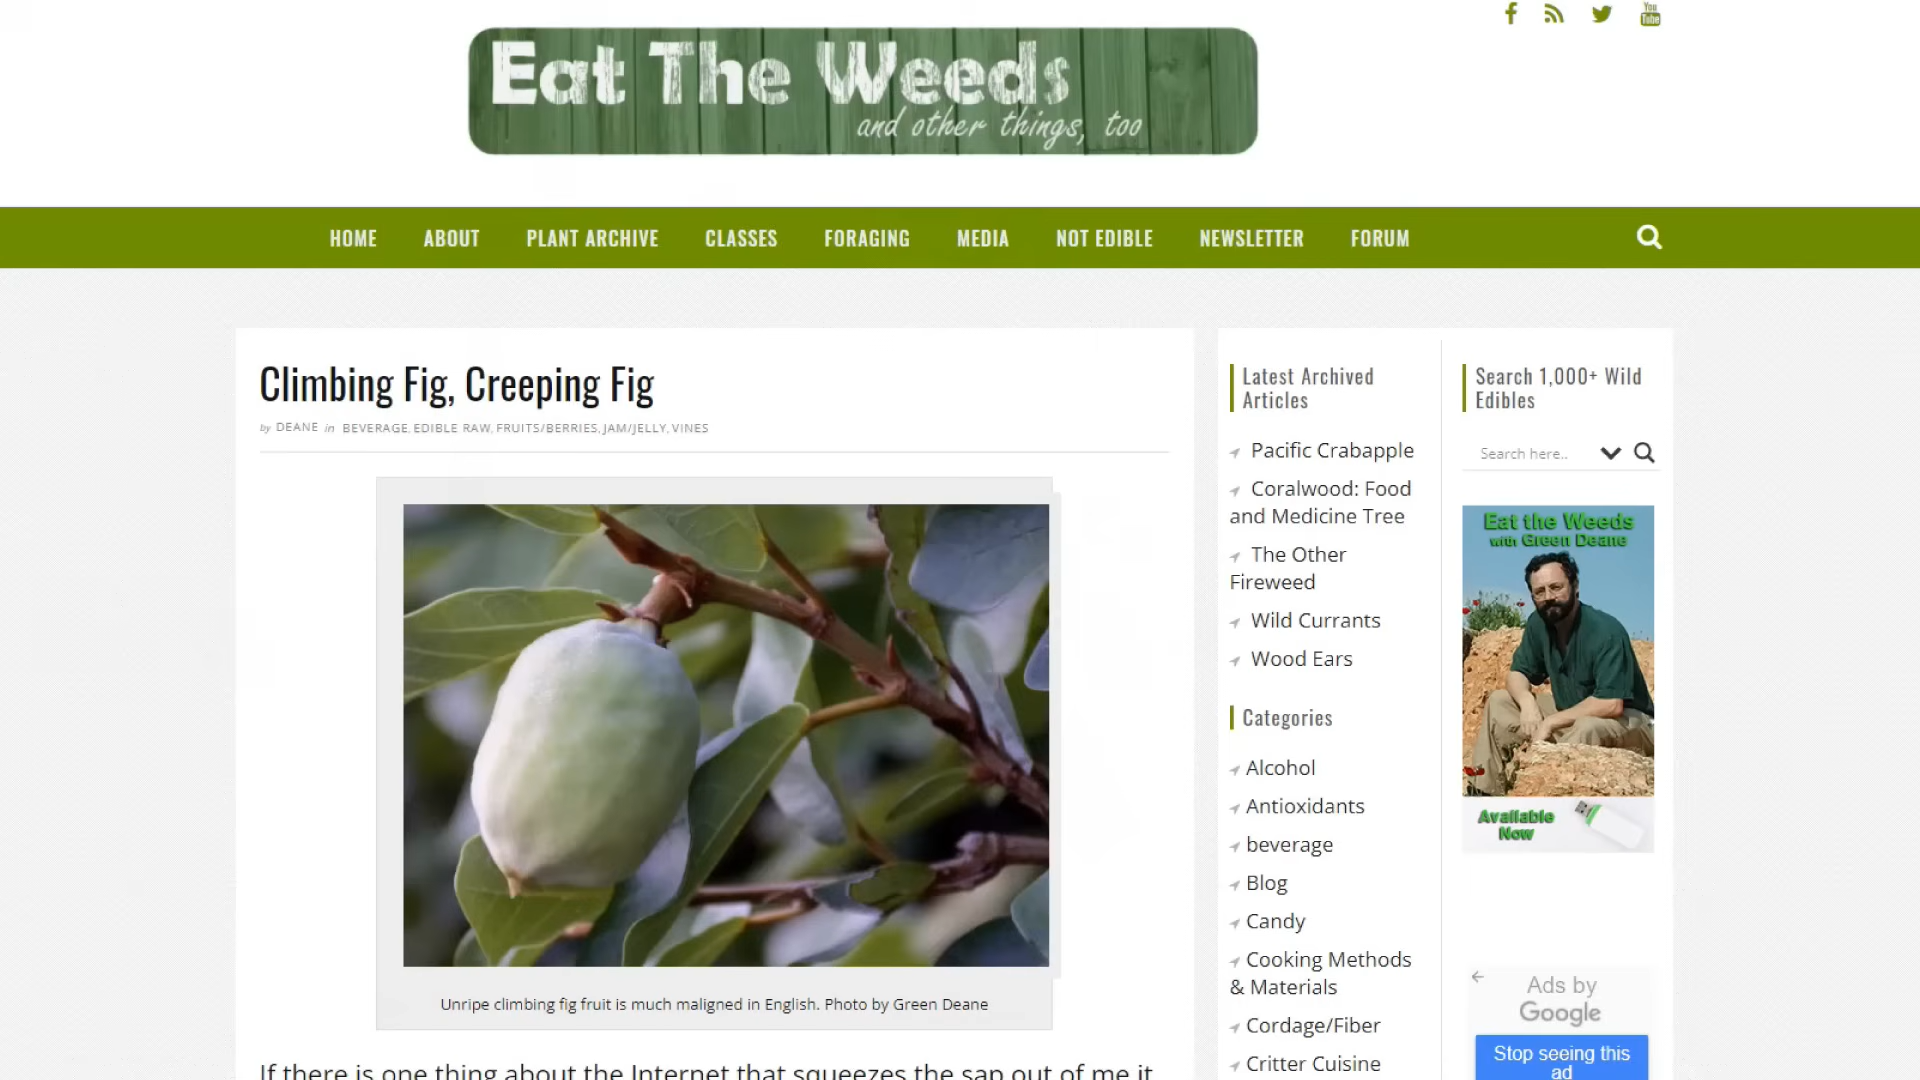 You
Tube
Eat The Weeds
and other things, too
HOME ABOUT PLANT ARCHIVE CLASSES FORAGING MEDIA NOT EDIBLE NEWSLETTER FORUM
Climbing Fig, Creeping Fig
by DEANE in BEVERAGE, EDIBLE RAW, FRUITS/BERRIES, JAM/JELLY, VINES
Unripe climbing fig fruit is much maligned in English. Photo by Green Deane
If there is one thing about the Internet that squeezes the sap out of me it
Latest Archived
Articles
Pacific Crabapple
Coralwood: Food
and Medicine Tree
The Other
Fireweed
Wild Currants
Wood Ears
Categories
Alcohol
Antioxidants
beverage
Blog
Candy
Cooking Methods
& Materials
Cordage/Fiber
Critter Cuisine
Search 1,000+ Wild
Edibles
Search here..
Eat the Weeds
with Green Deane
Available
Now
Ads by
Google
Stop seeing this
ad